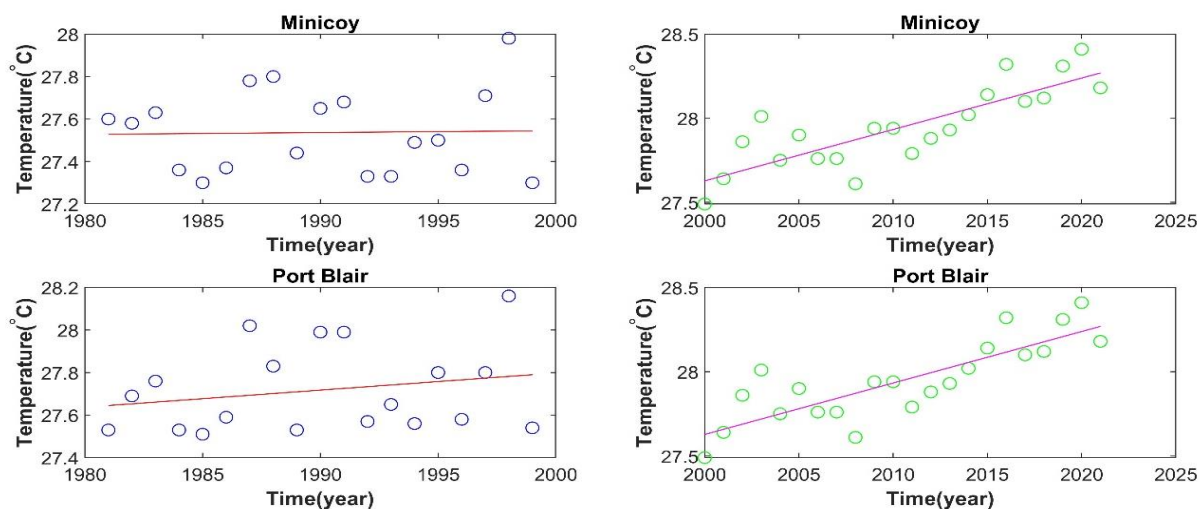 Minicoy
28
27.8
27.6
27.4
27.2
Temperature(°C)
1980 1985 1990 1995 2000
Time(year)
Minicoy
28.5
28
27.5
Temperature(°C)
2000 2005 2010 2015 2020 2025
Time(year)
Port Blair
28.2
28
27.8
27.6
27.4
Temperature(°C)
1980 1985 1990 1995 2000
Time(year)
Port Blair
28.5
28
27.5
Temperature(°C)
2000 2005 2010 2015 2020 2025
Time(year)